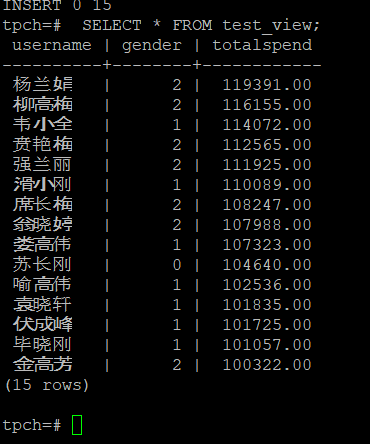 INSERT 0 15
tpch=#  SELECT * FROM test_view;
 username | gender | totalspend
----------+--------+------------
 杨兰娟   |      2 |  119391.00
 柳高梅   |      2 |  116155.00
 韦小全   |      1 |  114072.00
 贲艳梅   |      2 |  112565.00
 强兰丽   |      2 |  111925.00
 滑小刚   |      1 |  110089.00
 席长梅   |      2 |  108247.00
 翁晓婷   |      2 |  107988.00
 娄高伟   |      1 |  107323.00
 苏长刚   |      0 |  104640.00
 喻高伟   |      1 |  102536.00
 袁晓轩   |      1 |  101835.00
 伏成峰   |      1 |  101725.00
 毕晓刚   |      1 |  101057.00
 金高芳   |      2 |  100322.00
(15 rows)
tpch=#